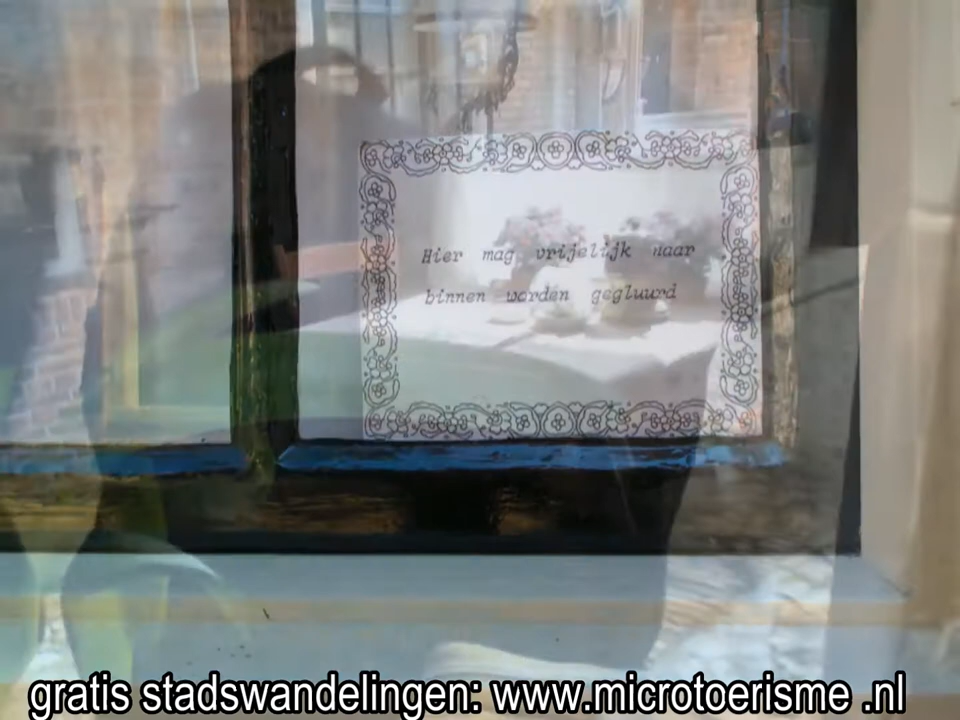 Hier mag vrijelijk naar
binnen worden gegluurd
gratis stadswandelingen: www.microtoerisme .nl